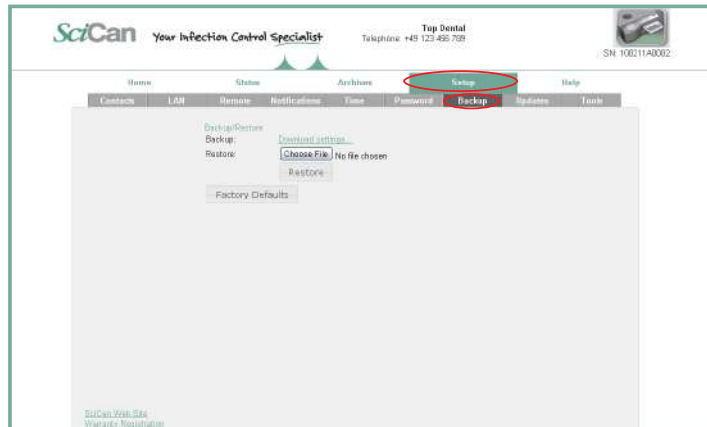 SciCan Your Infection Control Specialist
Top Dental
Telephone: +49 123 456 789
SN: 108211A0002
Home Status Archives Setup Help
Contacts LAN Remote Notifications Time Password Backup Updates Tools
Backup/Restore
Backup: Download settings...
Restore: Choose File No file chosen
Restore
Factory Defaults
SciCan Web Site
Warranty Registration